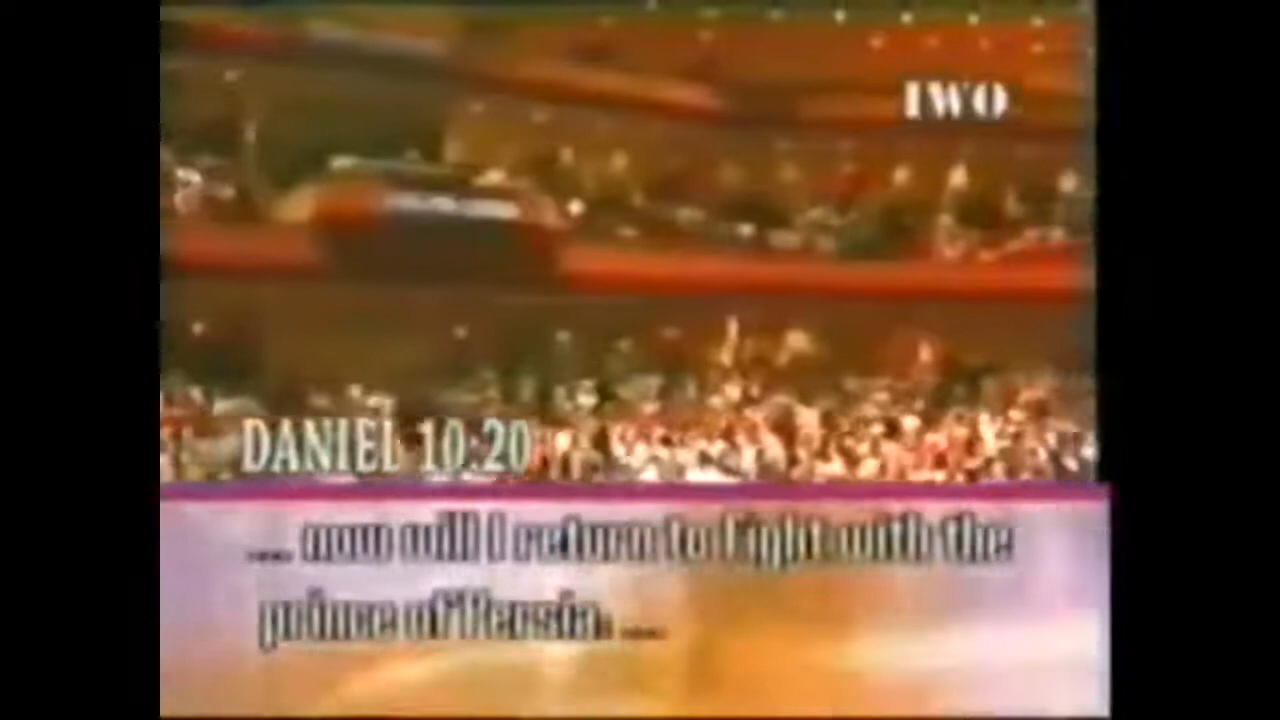 IWO
DANIEL 10:20
.... now will I return to fight with the
prince of Persia: ....